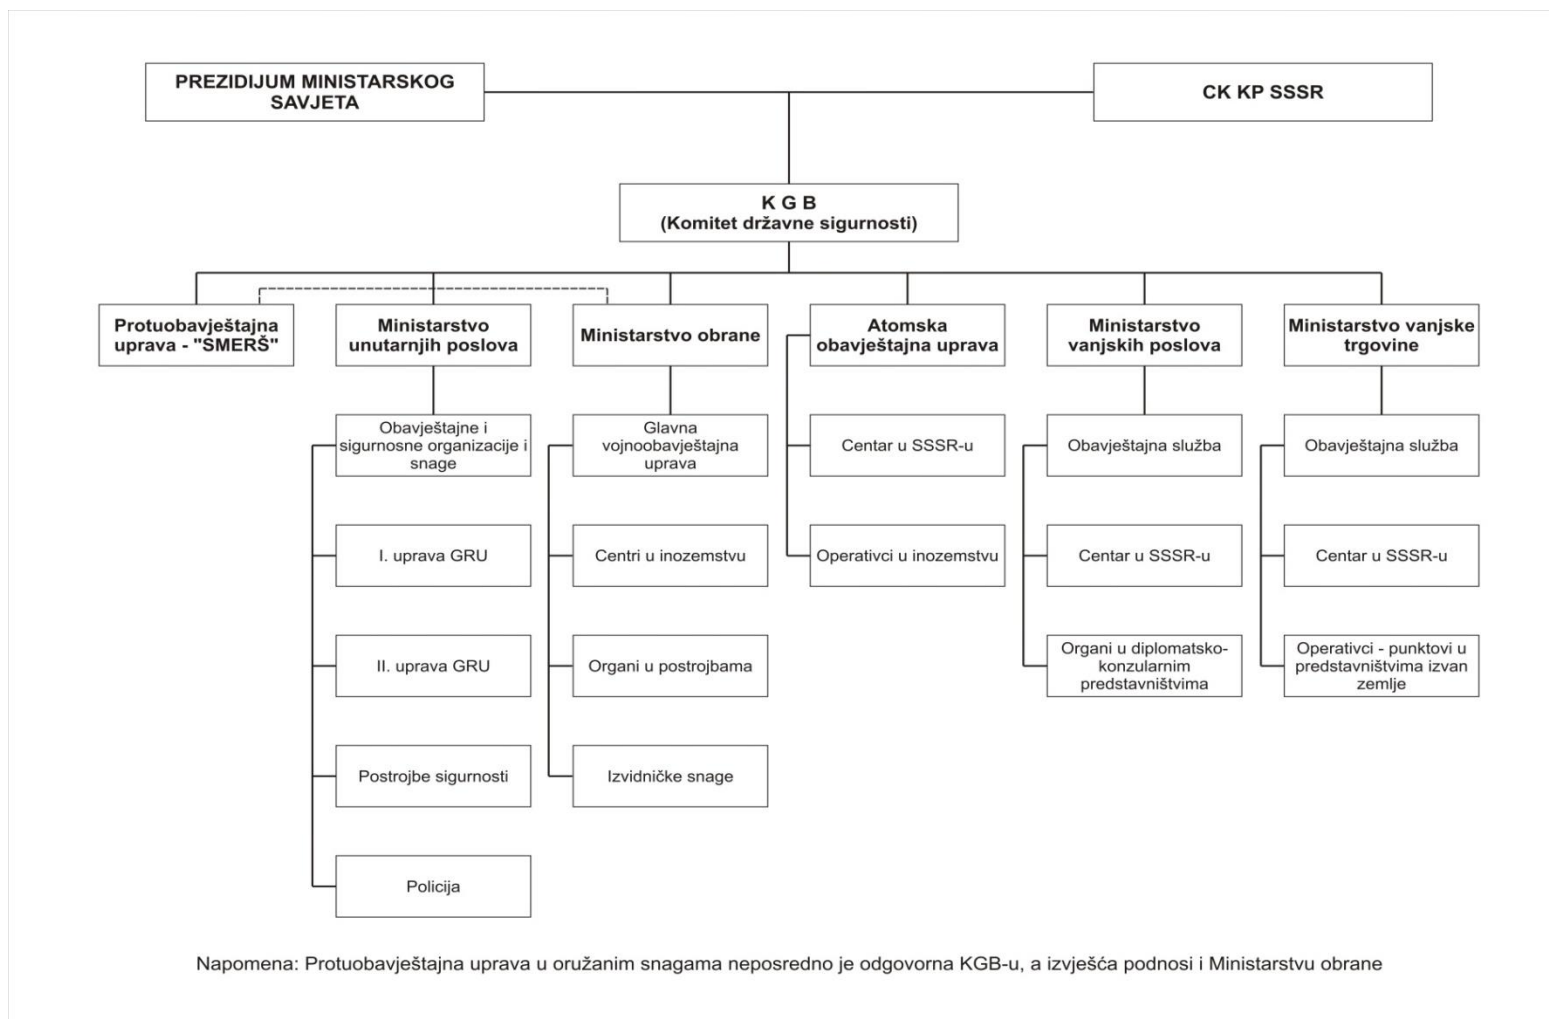 PREZIDIJUM MINISTARSKOG
SAVJETA
CK KP SSSR
K G B
(Komitet državne sigurnosti)
Protuobavještajna
uprava - "SMERŠ"
Ministarstvo
unutarnjih poslova
Ministarstvo obrane
Atomska
obavještajna uprava
Ministarstvo
vanjskih poslova
Ministarstvo vanjske
trgovine
Obavještajne i
sigurnosne organizacije i
snage
Glavna
vojnoobavještajna
uprava
Centar u SSSR-u
Obavještajna služba
Obavještajna služba
I. uprava GRU
Centri u inozemstvu
Operativci u inozemstvu
Centar u SSSR-u
Centar u SSSR-u
II. uprava GRU
Organi u postrojbama
Organi u diplomatsko-
konzularnim
predstavništvima
Operativci - punktovi u
predstavništvima izvan
zemlje
Postrojbe sigurnosti
Izvidničke snage
Policija
Napomena: Protuobavještajna uprava u oružanim snagama neposredno je odgovorna KGB-u, a izvješća podnosi i Ministarstvu obrane